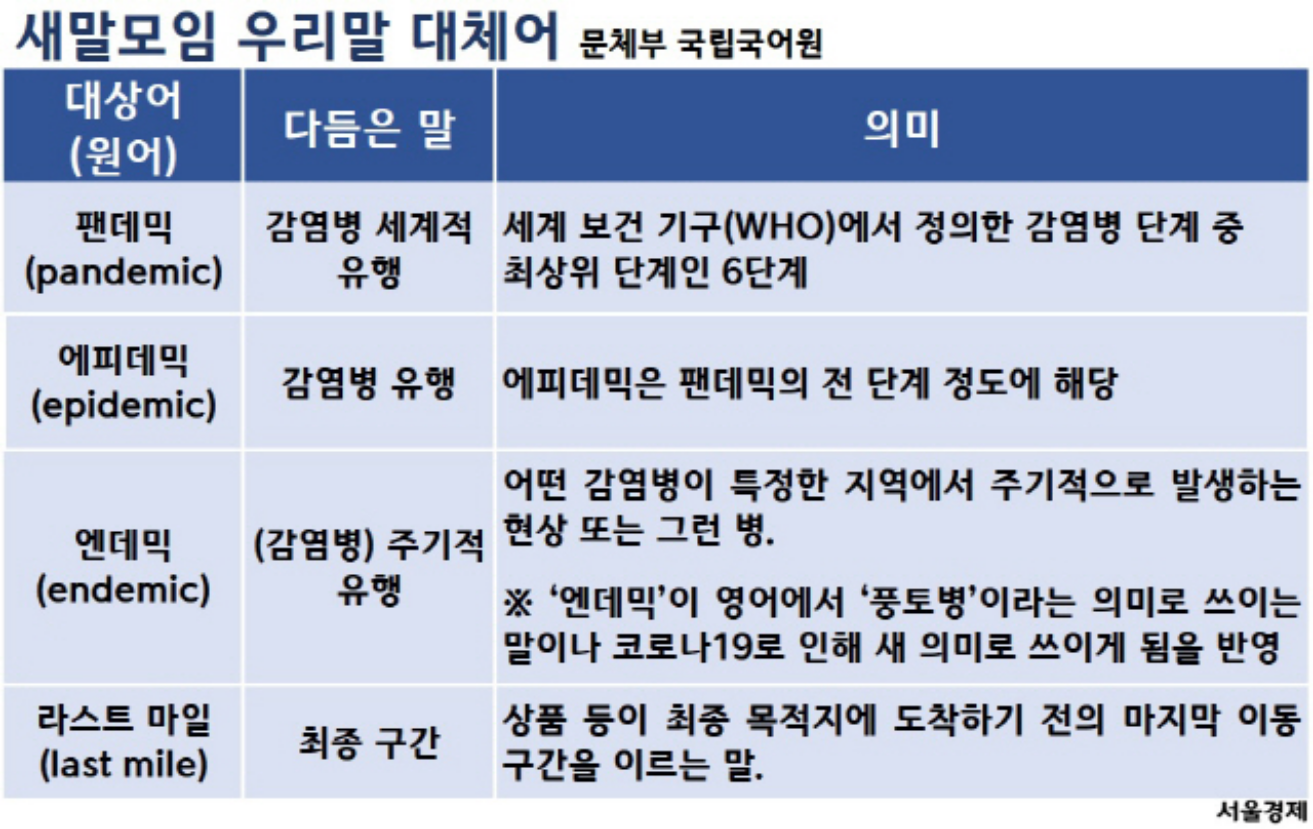 새말모임 우리말 대체어 문체부 국립국어원
대상어
(원어)
다듬은 말
의미
팬데믹
(pandemic)
감염병 세계적
유행
세계 보건 기구(WHO)에서 정의한 감염병 단계 중
최상위 단계인 6단계
에피데믹
(epidemic)
감염병 유행
에피데믹은 팬데믹의 전 단계 정도에 해당
엔데믹
(endemic)
(감염병) 주기적
유행
어떤 감염병이 특정한 지역에서 주기적으로 발생하는
현상 또는 그런 병.
※ ‘엔데믹’이 영어에서 ‘풍토병’이라는 의미로 쓰이는
말이나 코로나19로 인해 새 의미로 쓰이게 됨을 반영
라스트 마일
(last mile)
최종 구간
상품 등이 최종 목적지에 도착하기 전의 마지막 이동
구간을 이르는 말.
서울경제